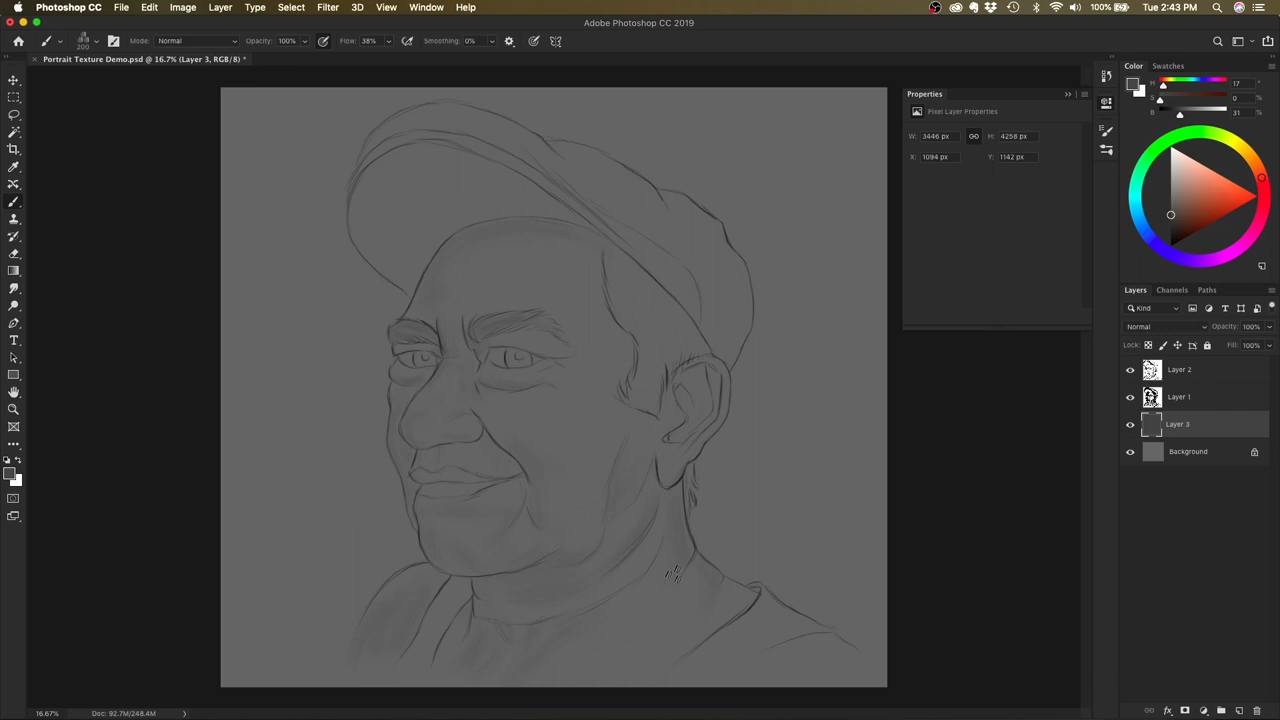 Photoshop CC File Edit Image Layer Type Select Filter 3D View Window Help 100% Tue 2:43 PM
Adobe Photoshop CC 2019
200 Mode: Normal Opacity: 100% Flow: 38% Smoothing: 0%
Portrait Texture Demo.psd @ 16.7% (Layer 3, RGB/8) *
Color Swatches
H 17 °
S 0 %
B 31 %
Properties
Pixel Layer Properties
W: 3446 px H: 4258 px
X: 1094 px Y: 1142 px
Layers Channels Paths
Kind
Normal Opacity: 100%
Lock: Fill: 100%
Layer 2
Layer 1
Layer 3
Background
16.67% Doc: 92.7M/248.4M